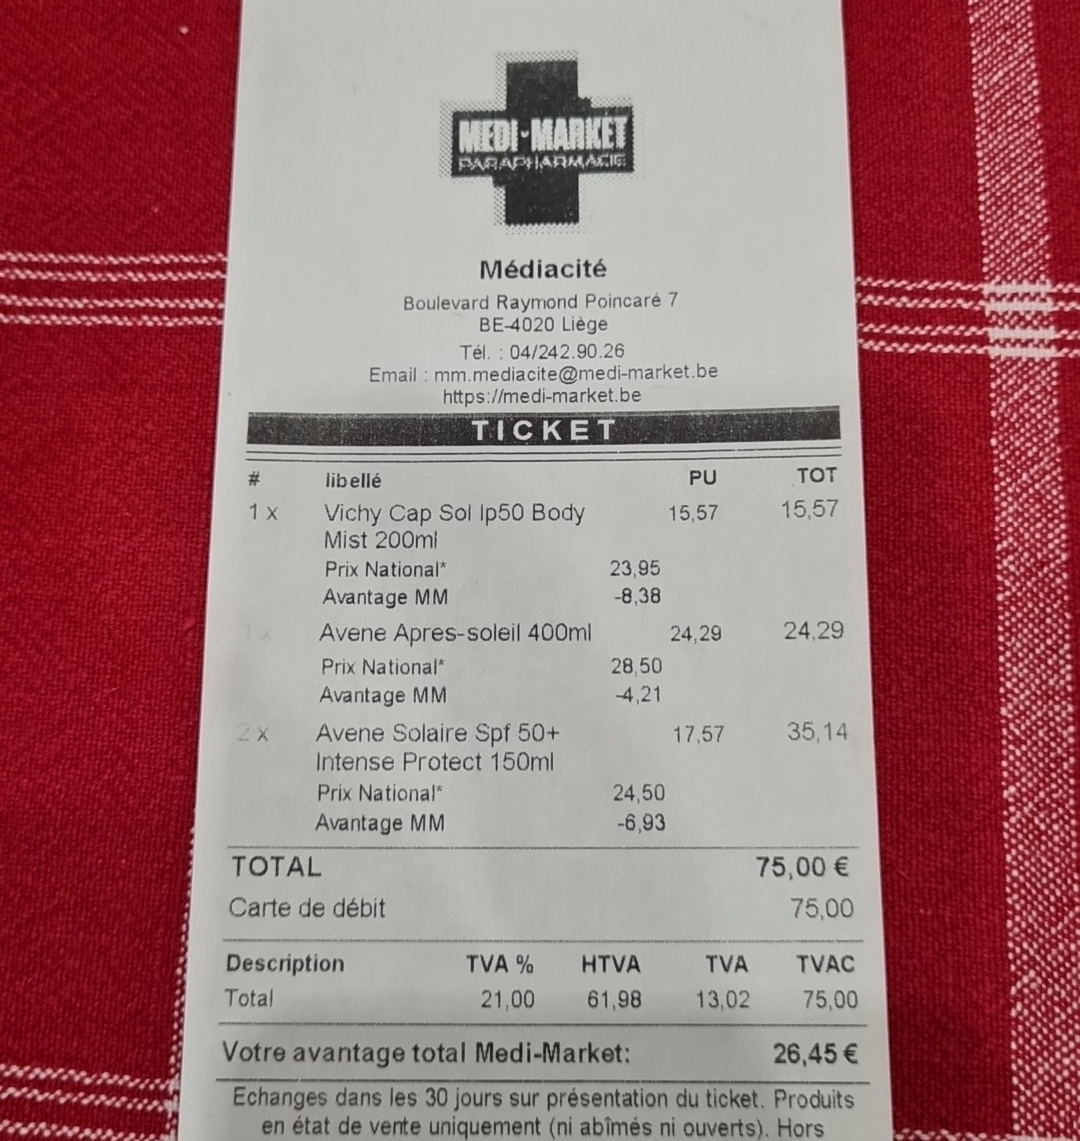 MEDI-MARKET
PARAPHARMACIE
Médiacité
Boulevard Raymond Poincaré 7
BE-4020 Liège
Tél. : 04/242.90.26
Email : mm.mediacite@medi-market.be
https://medi-market.be
TICKET
# libellé PU TOT
1 x Vichy Cap Sol Ip50 Body 15,57 15,57
Mist 200ml
Prix National* 23,95
Avantage MM -8,38
1 x Avene Apres-soleil 400ml 24,29 24,29
Prix National* 28,50
Avantage MM -4,21
2 x Avene Solaire Spf 50+ 17,57 35,14
Intense Protect 150ml
Prix National* 24,50
Avantage MM -6,93
TOTAL 75,00 €
Carte de débit 75,00
Description TVA % HTVA TVA TVAC
Total 21,00 61,98 13,02 75,00
Votre avantage total Medi-Market: 26,45 €
Echanges dans les 30 jours sur présentation du ticket. Produits
en état de vente uniquement (ni abîmés ni ouverts). Hors